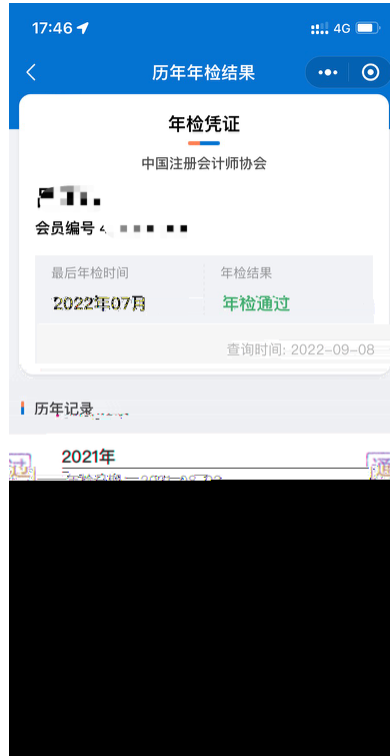 17:46 4G
历年年检结果
年检凭证
中国注册会计师协会
会员编号
最后年检时间 年检结果
2022年07月 年检通过
查询时间: 2022-09-08
历年记录
2021年
通